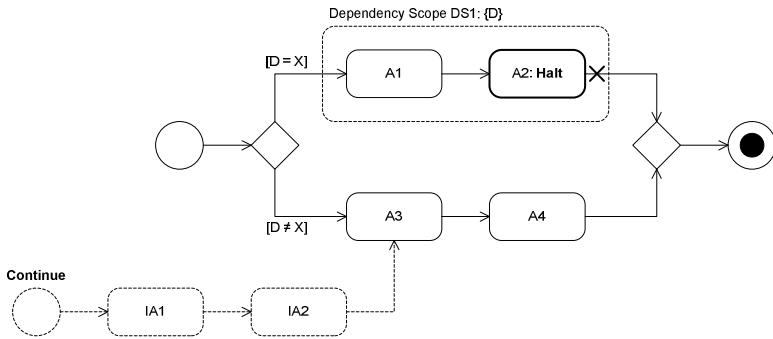 Dependency Scope DS1: {D}
[D = X]
A1
A2: Halt
[D ≠ X]
A3
A4
Continue
IA1
IA2